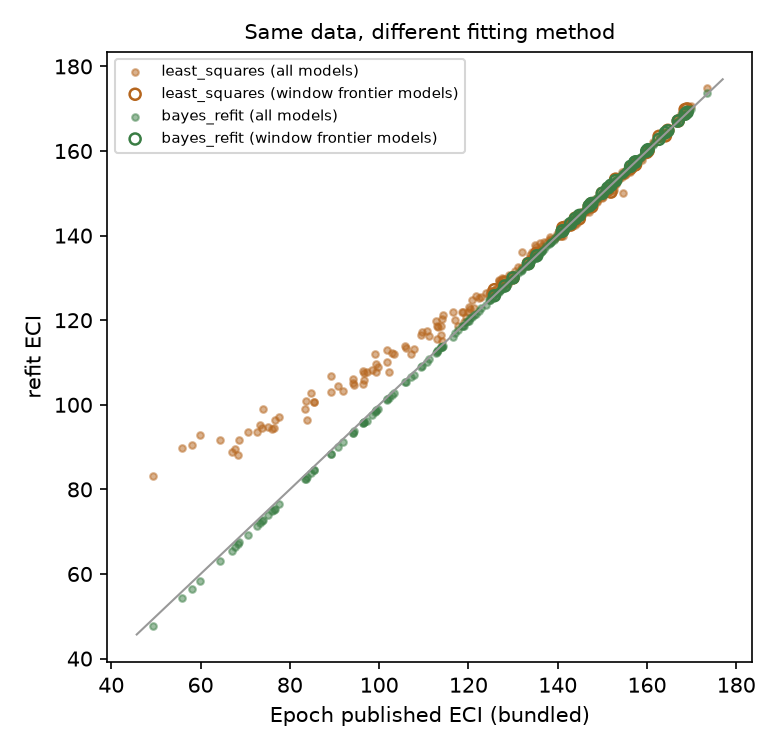 Same data, different fitting method
least_squares (all models)
least_squares (window frontier models)
bayes_refit (all models)
bayes_refit (window frontier models)
refit ECI
180
160
140
120
100
80
60
40
40 60 80 100 120 140 160 180
Epoch published ECI (bundled)